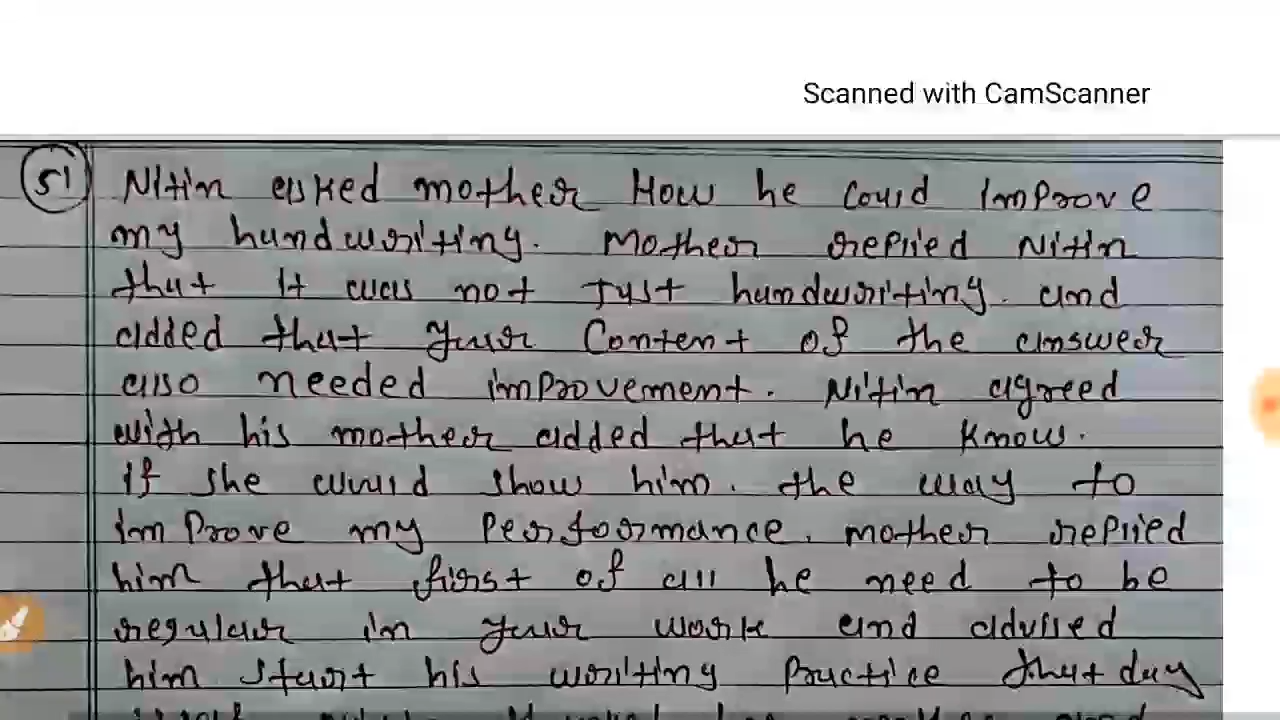 Scanned with CamScanner
51 Nitin asked mother How he could improve
my handwriting. Mother replied Nitin
that It was not Just handwriting. and
added that your Content of the answer
also needed improvement. Nitin agreed
with his mother added that he know.
If she would show him. the way to
improve my Performance. mother replied
him that first of all he need to be
regular in your work and advised
him start his writing Practice that day